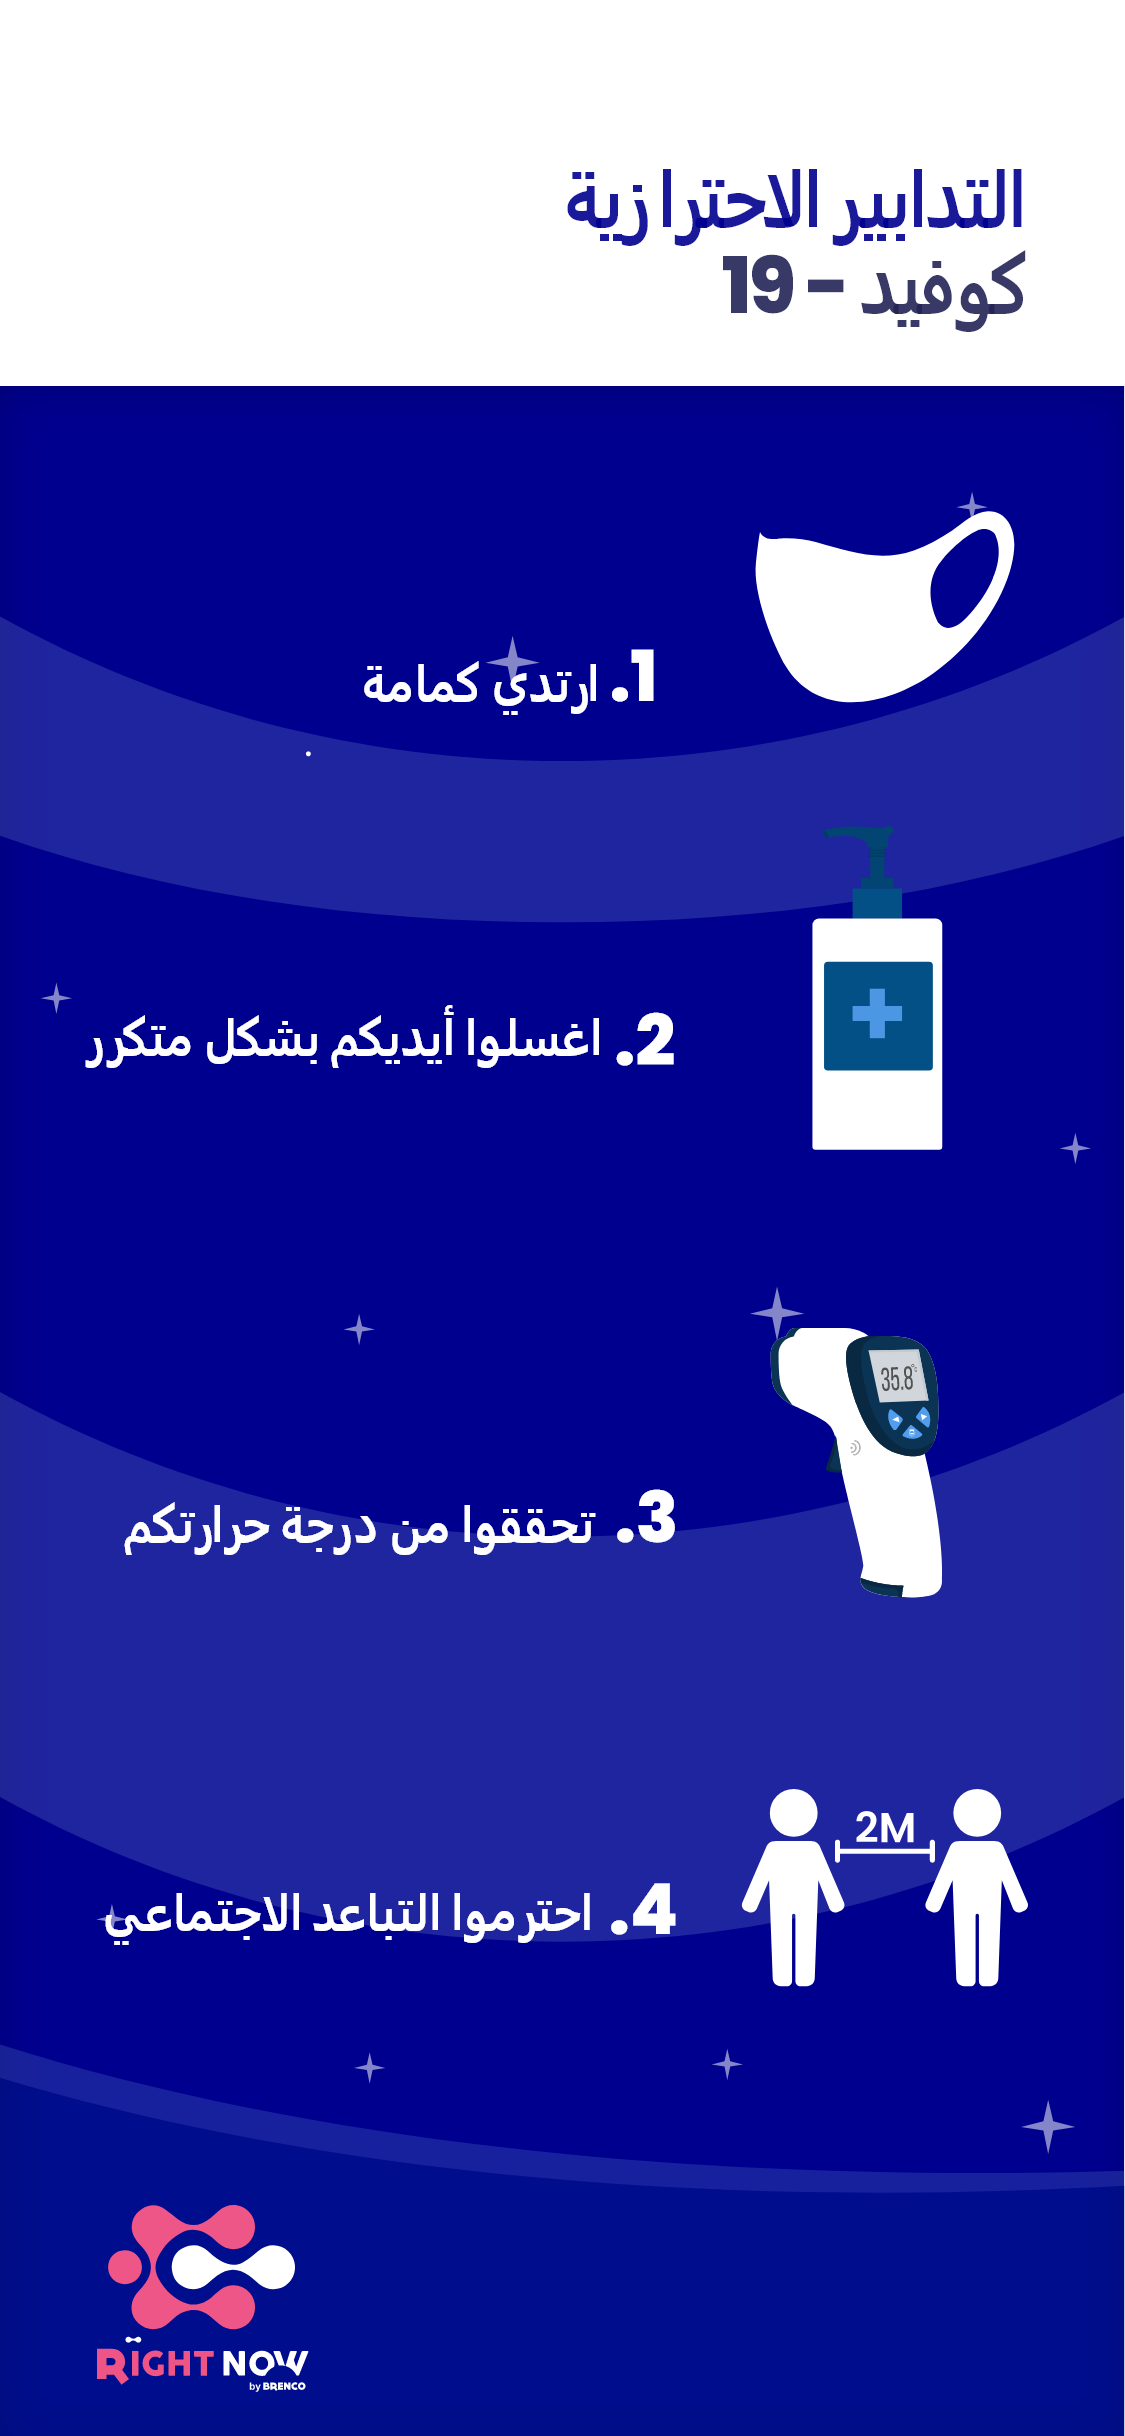 التدابير الاحترازية
كوفيد - 19
1. ارتدي كمامة
2. اغسلوا أيديكم بشكل متكرر
35.8°c
3. تحققوا من درجة حرارتكم
2M
4. احترموا التباعد الاجتماعي
RIGHT NOW
by BRENCO